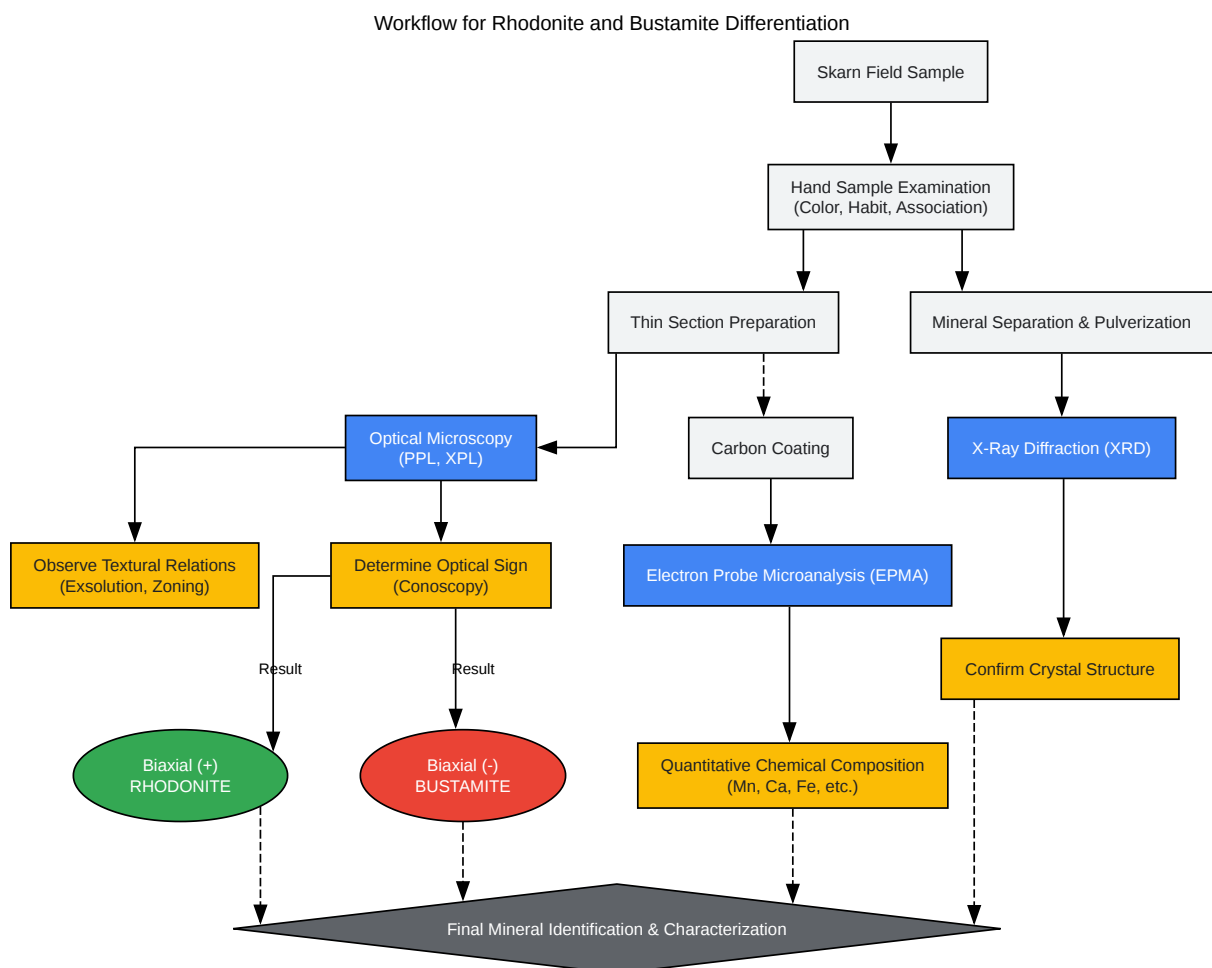 Workflow for Rhodonite and Bustamite Differentiation
Skarn Field Sample
Hand Sample Examination
(Color, Habit, Association)
Thin Section Preparation
Mineral Separation & Pulverization
Optical Microscopy
(PPL, XPL)
Carbon Coating
X-Ray Diffraction (XRD)
Observe Textural Relations
(Exsolution, Zoning)
Determine Optical Sign
(Conoscopy)
Electron Probe Microanalysis (EPMA)
Result
Result
Confirm Crystal Structure
Biaxial (+)
RHODONITE
Biaxial (-)
BUSTAMITE
Quantitative Chemical Composition
(Mn, Ca, Fe, etc.)
Final Mineral Identification & Characterization